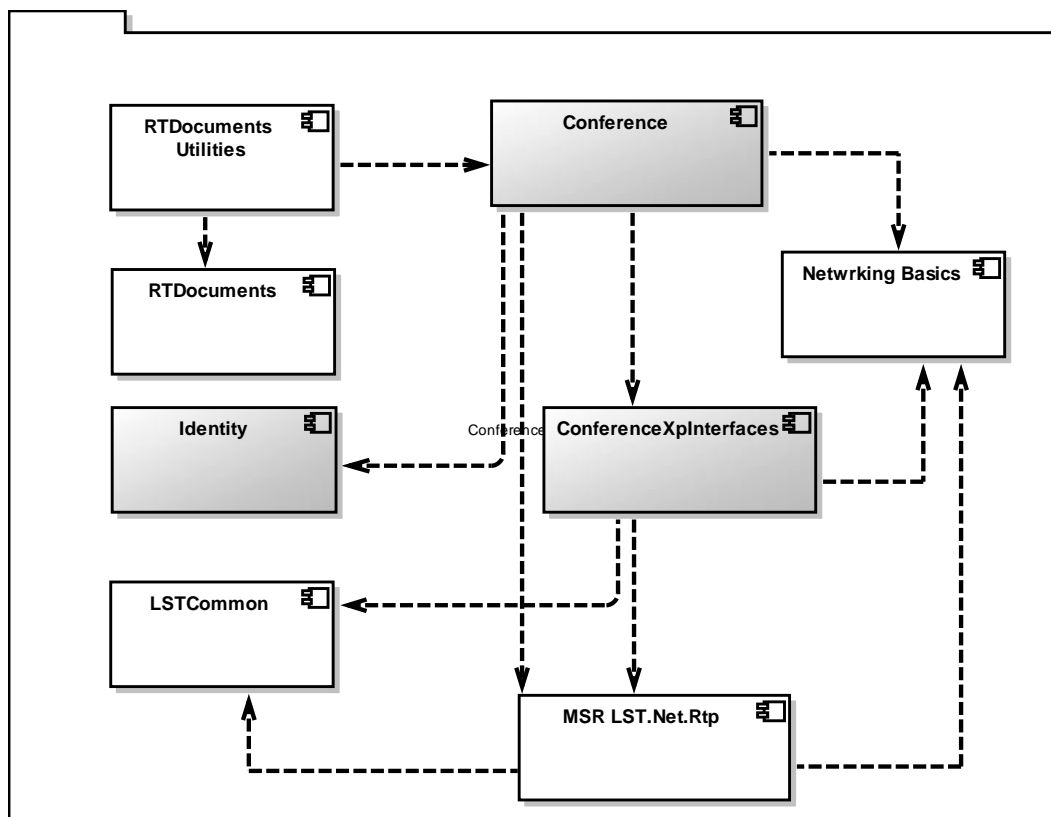 RTDocuments
Utilities
Conference
Netwrking Basics
RTDocuments
Identity
Conference
ConferenceXpInterfaces
LSTCommon
MSR LST.Net.Rtp